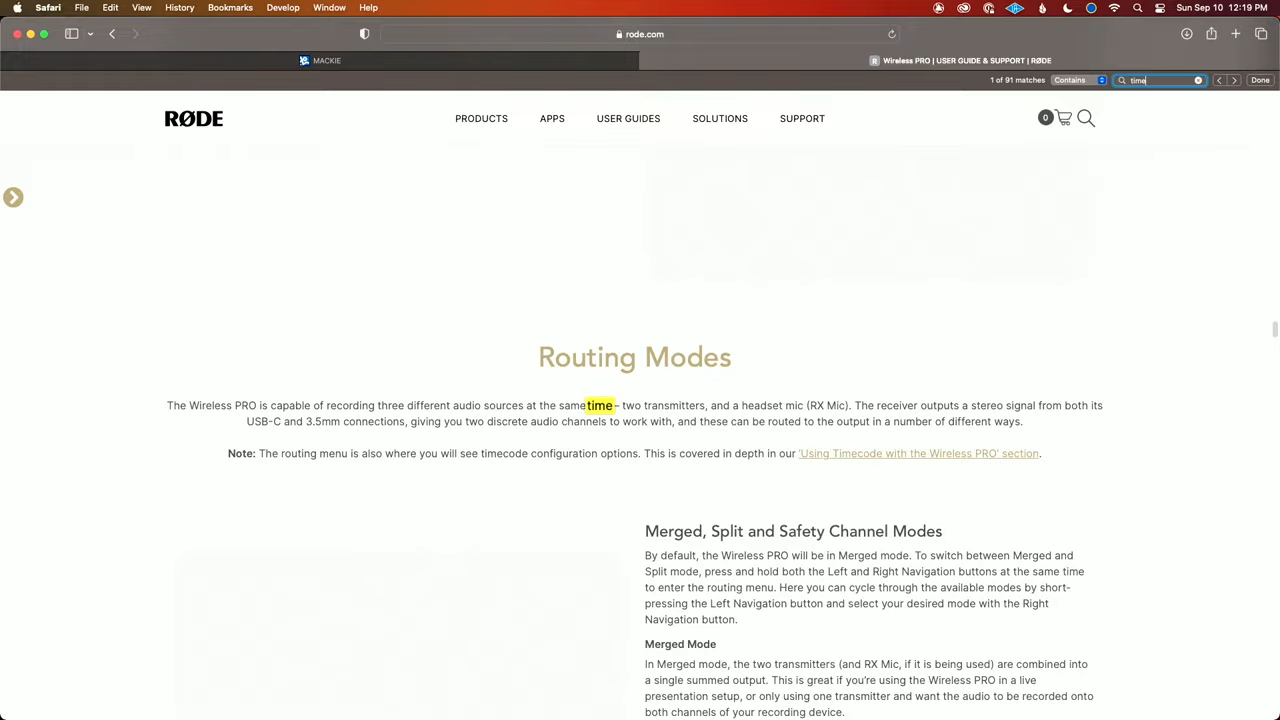 Safari File Edit View History Bookmarks Develop Window Help Sun Sep 10 12:19 PM
rode.com
MACKIE R Wireless PRO | USER GUIDE & SUPPORT | RØDE
1 of 91 matches Contains time Done
RØDE PRODUCTS APPS USER GUIDES SOLUTIONS SUPPORT 0
Routing Modes
The Wireless PRO is capable of recording three different audio sources at the same time – two transmitters, and a headset mic (RX Mic). The receiver outputs a stereo signal from both its
USB-C and 3.5mm connections, giving you two discrete audio channels to work with, and these can be routed to the output in a number of different ways.
Note: The routing menu is also where you will see timecode configuration options. This is covered in depth in our 'Using Timecode with the Wireless PRO' section.
Merged, Split and Safety Channel Modes
By default, the Wireless PRO will be in Merged mode. To switch between Merged and
Split mode, press and hold both the Left and Right Navigation buttons at the same time
to enter the routing menu. Here you can cycle through the available modes by short-
pressing the Left Navigation button and select your desired mode with the Right
Navigation button.
Merged Mode
In Merged mode, the two transmitters (and RX Mic, if it is being used) are combined into
a single summed output. This is great if you're using the Wireless PRO in a live
presentation setup, or only using one transmitter and want the audio to be recorded onto
both channels of your recording device.